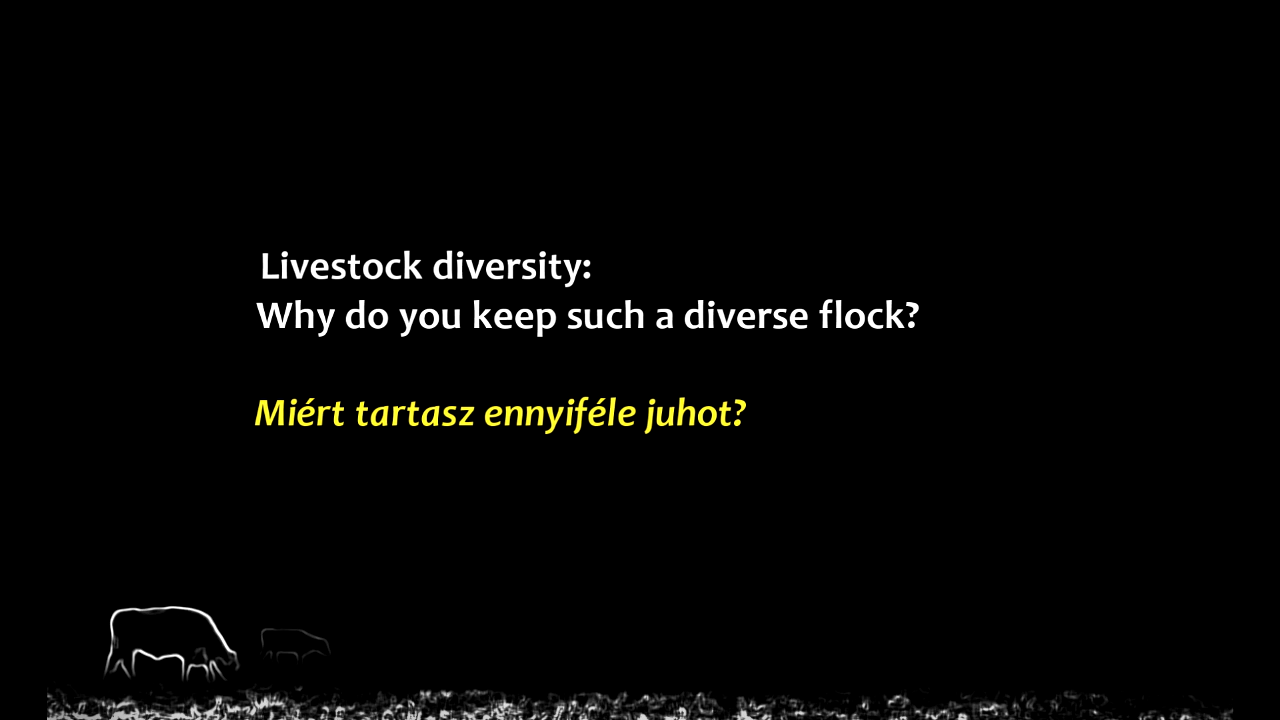 Livestock diversity:
Why do you keep such a diverse flock?
Miért tartasz ennyiféle juhot?